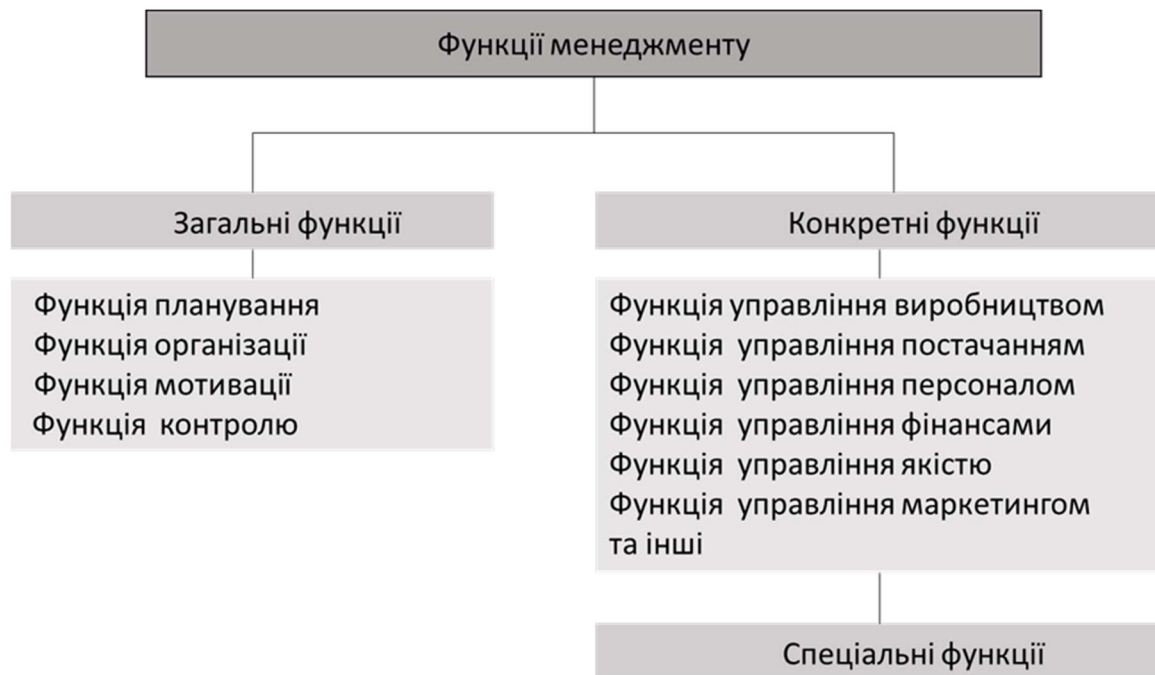 Функції менеджменту
Загальні функції
Функція планування
Функція організації
Функція мотивації
Функція контролю
Конкретні функції
Функція управління виробництвом
Функція управління постачанням
Функція управління персоналом
Функція управління фінансами
Функція управління якістю
Функція управління маркетингом
та інші
Спеціальні функції